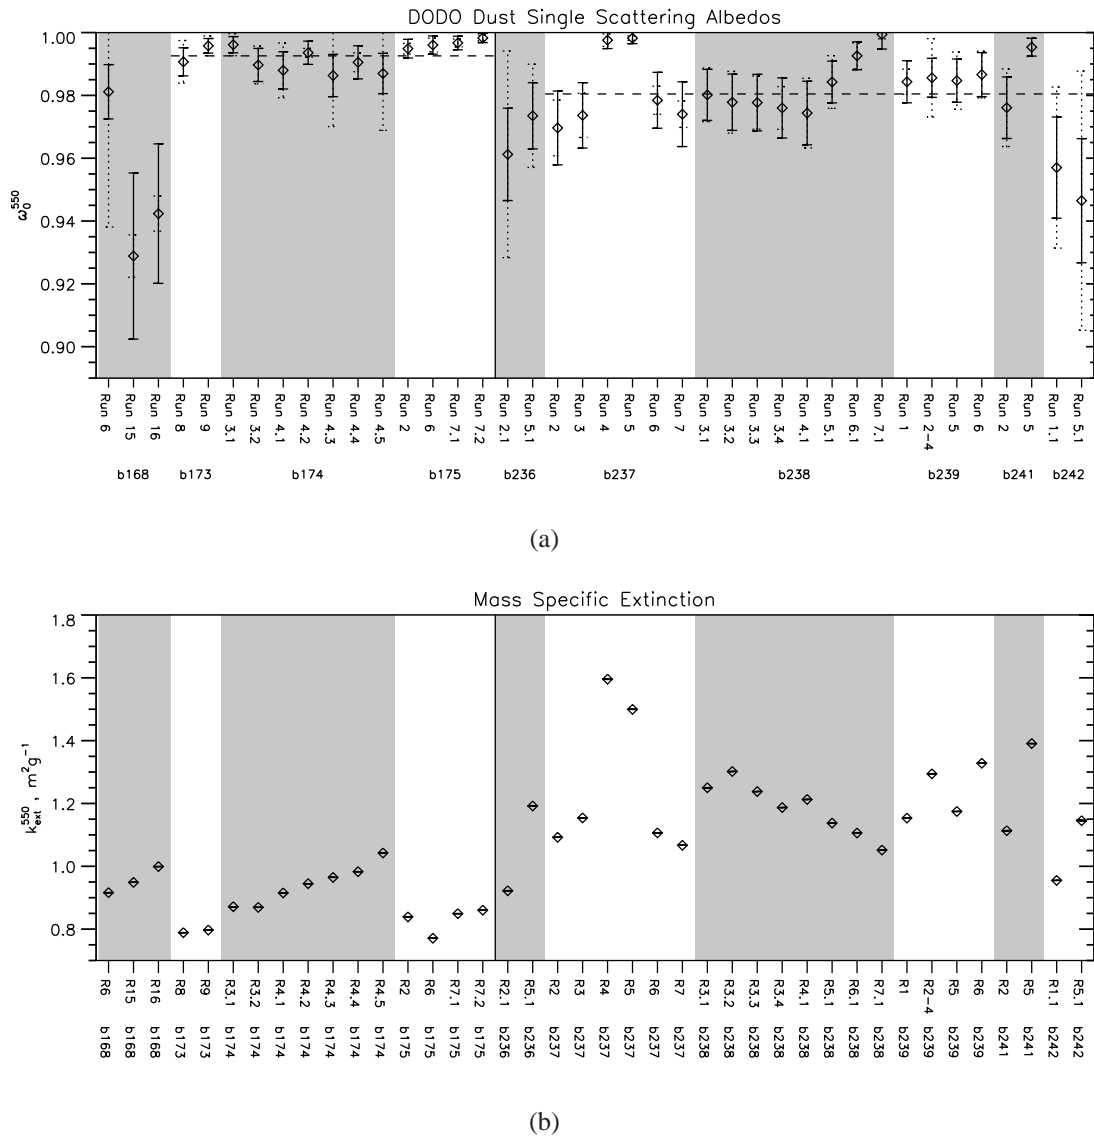 DODO Dust Single Scattering Albedos
1.00
0.98
0.96
0.94
0.92
0.90
ω₀⁵⁵⁰
Run 6
Run 15
Run 16
Run 8
Run 9
Run 3.1
Run 3.2
Run 4.1
Run 4.2
Run 4.3
Run 4.4
Run 4.5
Run 2
Run 6
Run 7.1
Run 7.2
Run 2.1
Run 5.1
Run 2
Run 3
Run 4
Run 5
Run 6
Run 7
Run 3.1
Run 3.2
Run 3.3
Run 3.4
Run 4.1
Run 5.1
Run 6.1
Run 7.1
Run 1
Run 2-4
Run 5
Run 6
Run 2
Run 5
Run 1.1
Run 5.1
b168 b173 b174 b175 b236 b237 b238 b239 b241 b242
(a)
Mass Specific Extinction
1.8
1.6
1.4
1.2
1.0
0.8
k_ext⁵⁵⁰, m²g⁻¹
R6 b168
R15 b168
R16 b168
R8 b173
R9 b173
R3.1 b174
R3.2 b174
R4.1 b174
R4.2 b174
R4.3 b174
R4.4 b174
R4.5 b174
R2 b175
R6 b175
R7.1 b175
R7.2 b175
R2.1 b236
R5.1 b236
R2 b237
R3 b237
R4 b237
R5 b237
R6 b237
R7 b237
R3.1 b238
R3.2 b238
R3.3 b238
R3.4 b238
R4.1 b238
R5.1 b238
R6.1 b238
R7.1 b238
R1 b239
R2-4 b239
R5 b239
R6 b239
R2 b241
R5 b241
R1.1 b242
R5.1 b242
(b)